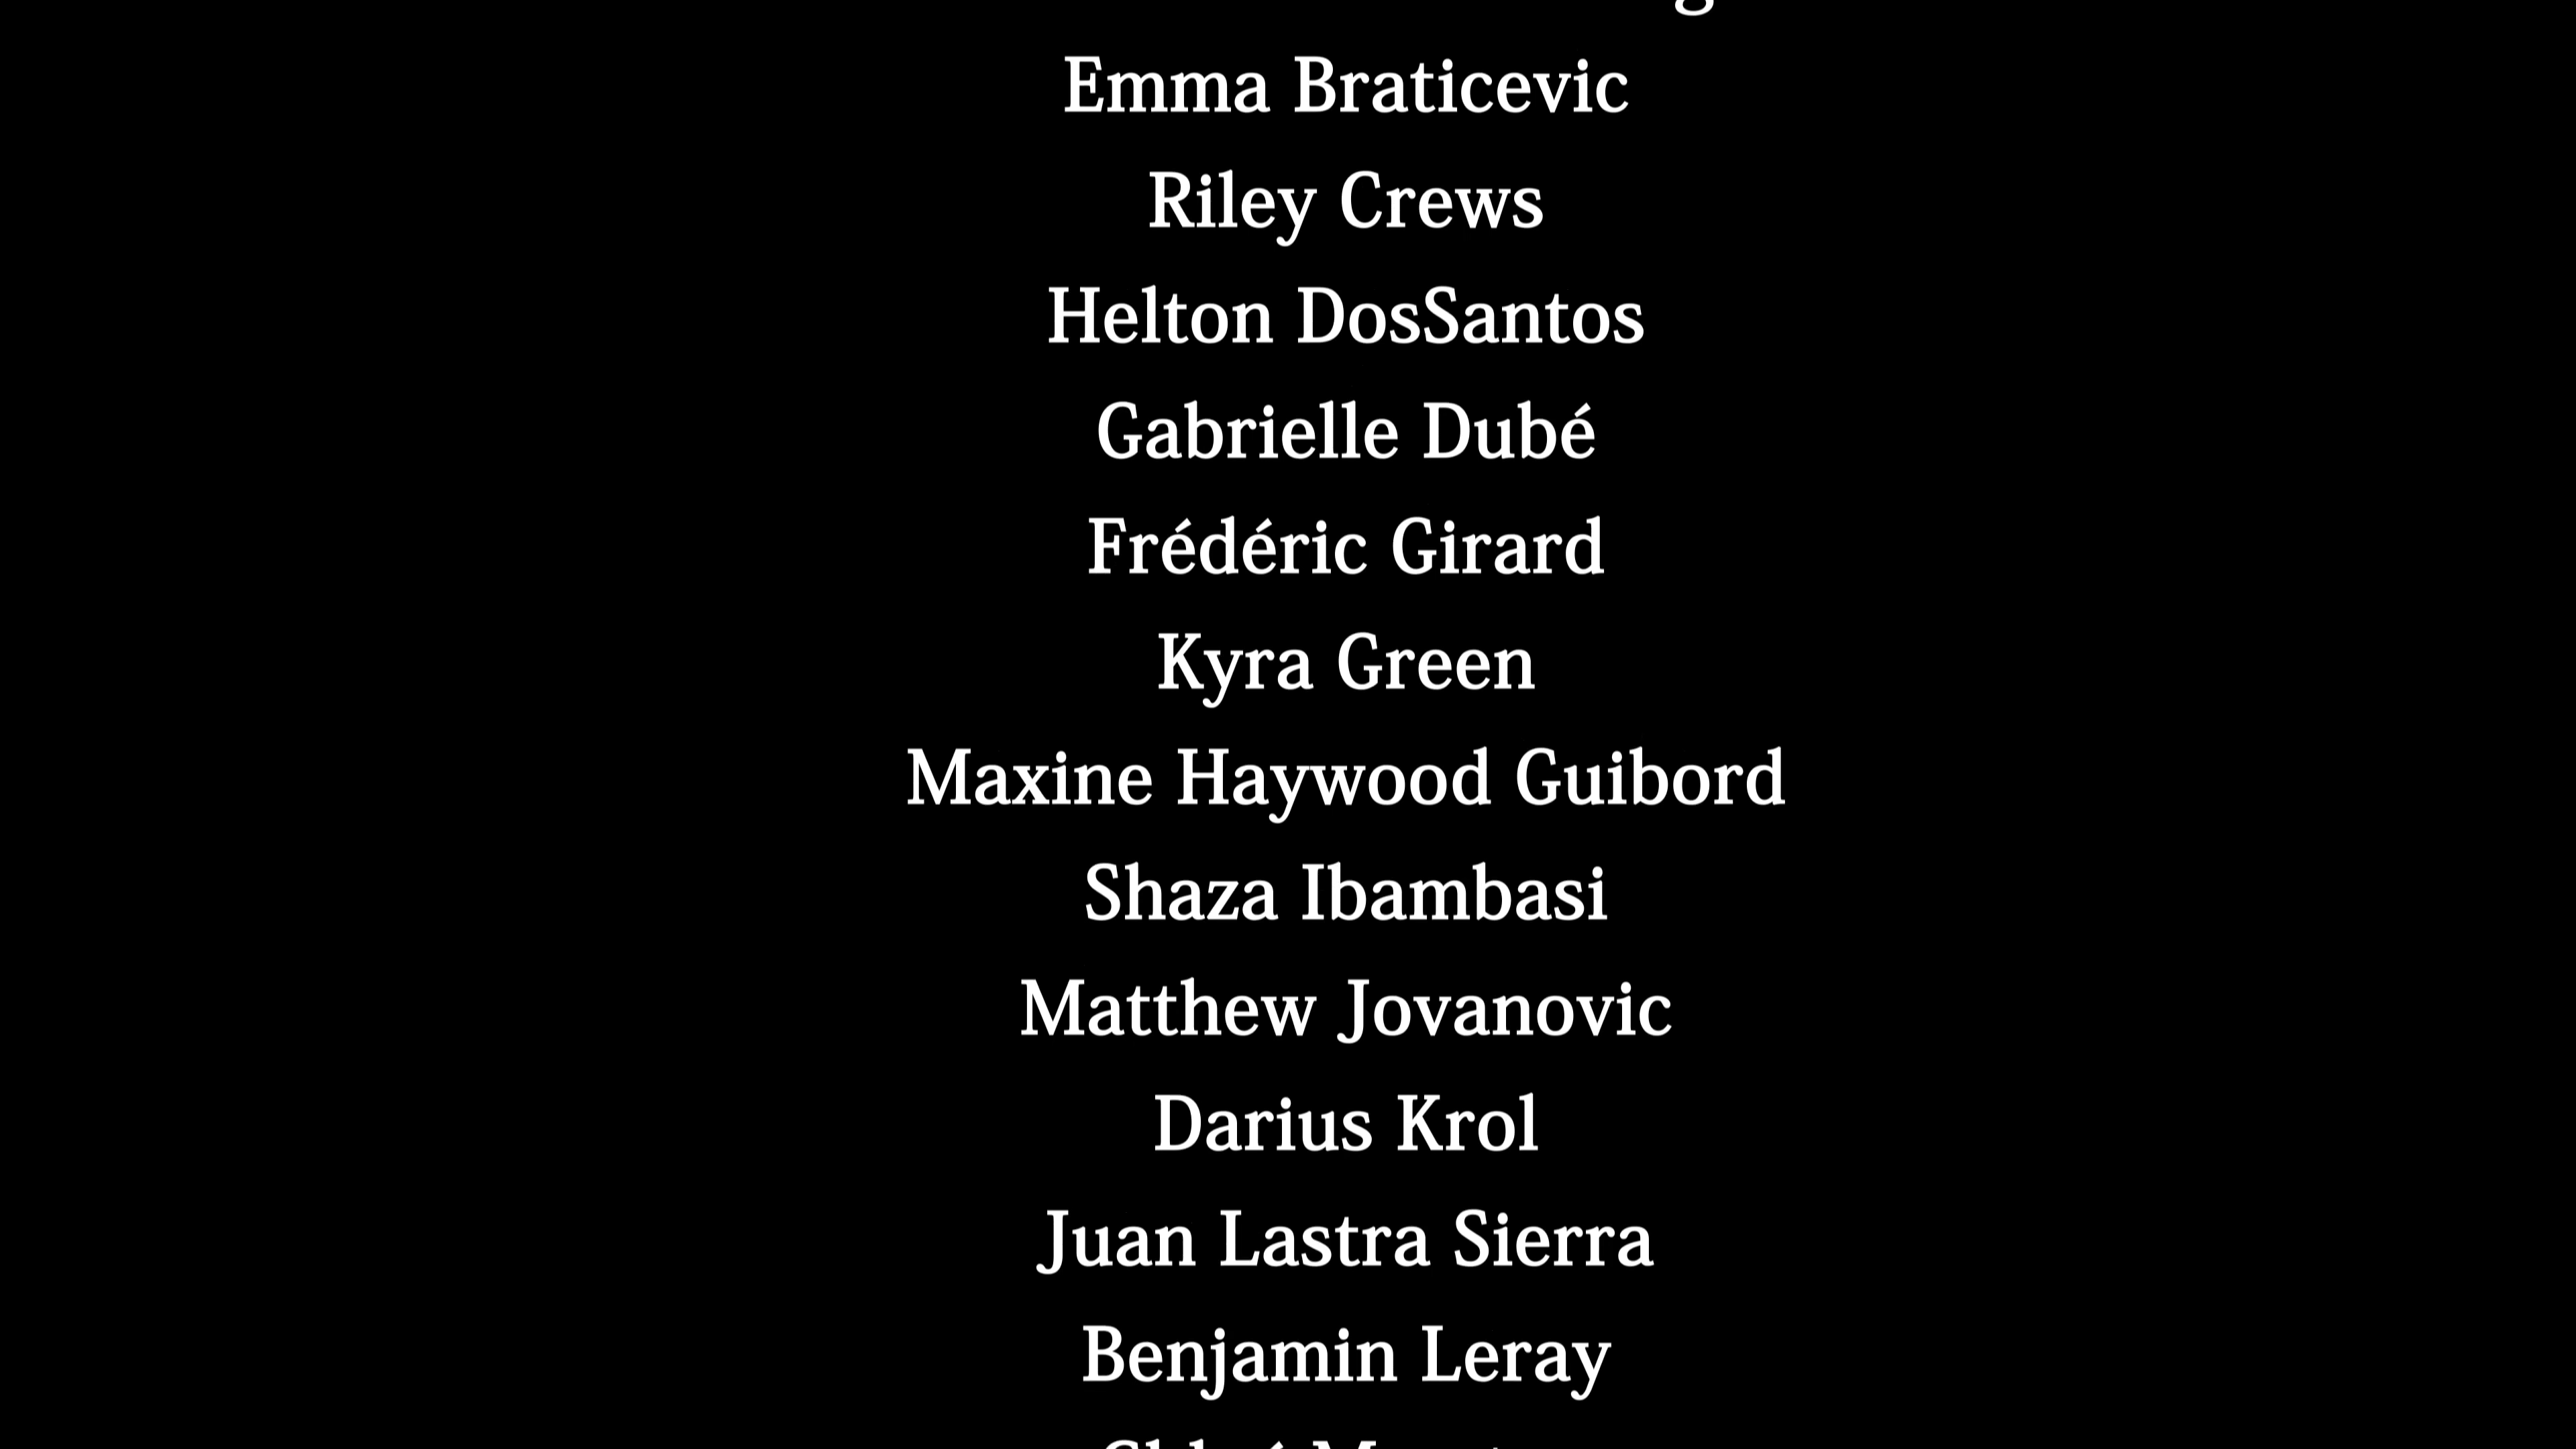 Emma Braticevic
Riley Crews
Helton DosSantos
Gabrielle Dubé
Frédéric Girard
Kyra Green
Maxine Haywood Guibord
Shaza Ibambasi
Matthew Jovanovic
Darius Krol
Juan Lastra Sierra
Benjamin Leray